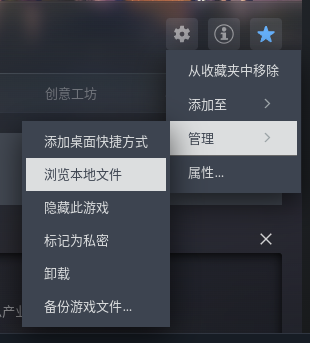 从收藏夹中移除
创意工坊
添加至
管理
属性...
添加桌面快捷方式
浏览本地文件
隐藏此游戏
标记为私密
卸载
备份游戏文件...
产业